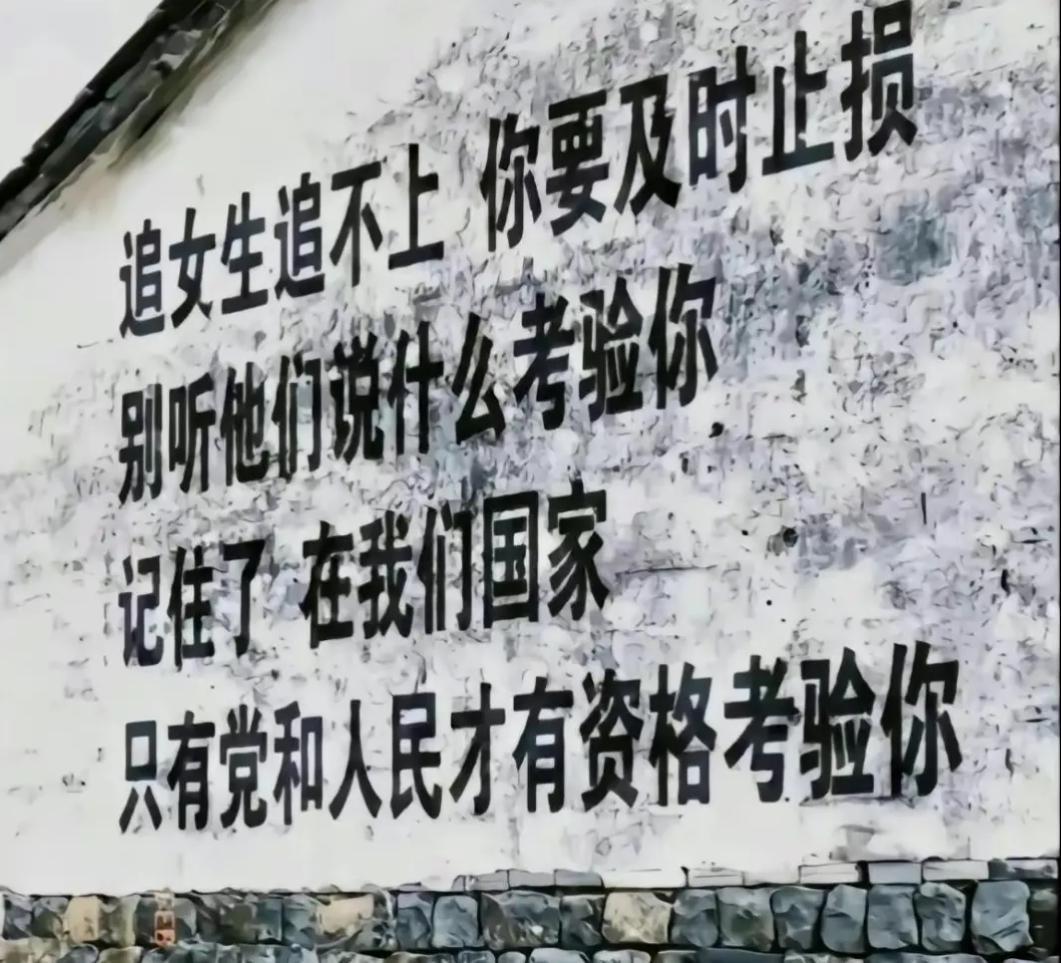 追女生追不上 你要及时止损
别听他们说什么考验你
记住了 在我们国家
只有党和人民才有资格考验你